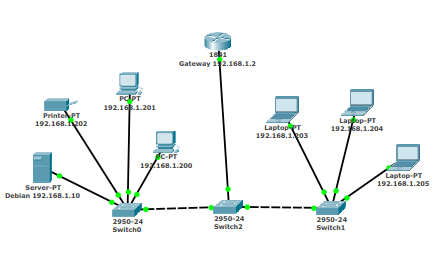 1841
Gateway 192.168.1.2
PC-PT
192.168.1.201
Printer-PT
192.168.1.202
Laptop-PT
192.168.1.203
Laptop-PT
192.168.1.204
PC-PT
192.168.1.200
Laptop-PT
192.168.1.205
Server-PT
Debian 192.168.1.10
2950-24
Switch0
2950-24
Switch2
2950-24
Switch1